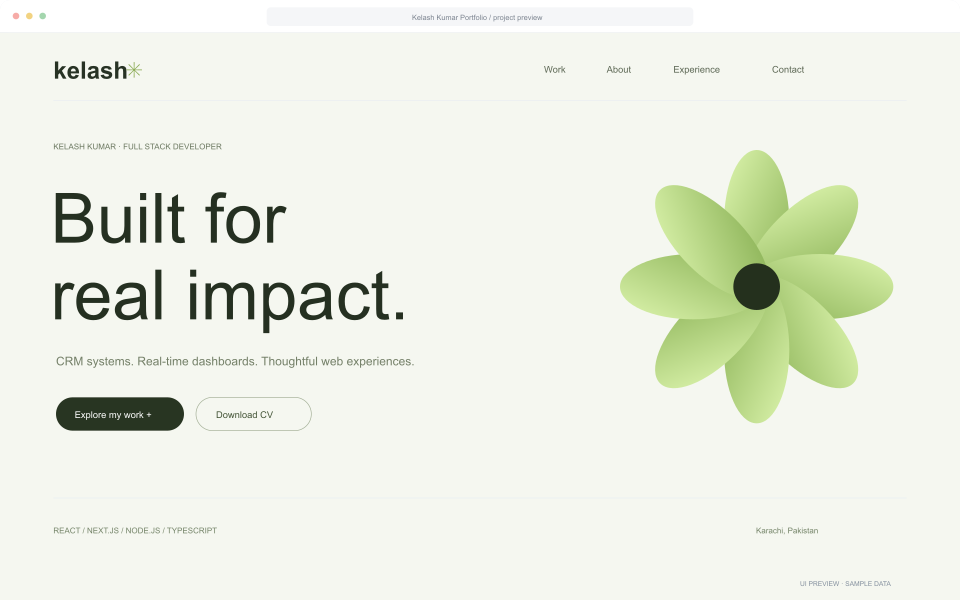 Kelash Kumar Portfolio / project preview
kelash
Work About Experience Contact
KELASH KUMAR · FULL STACK DEVELOPER
Built for
real impact.
CRM systems. Real-time dashboards. Thoughtful web experiences.
Explore my work + Download CV
REACT / NEXT.JS / NODE.JS / TYPESCRIPT Karachi, Pakistan
UI PREVIEW · SAMPLE DATA